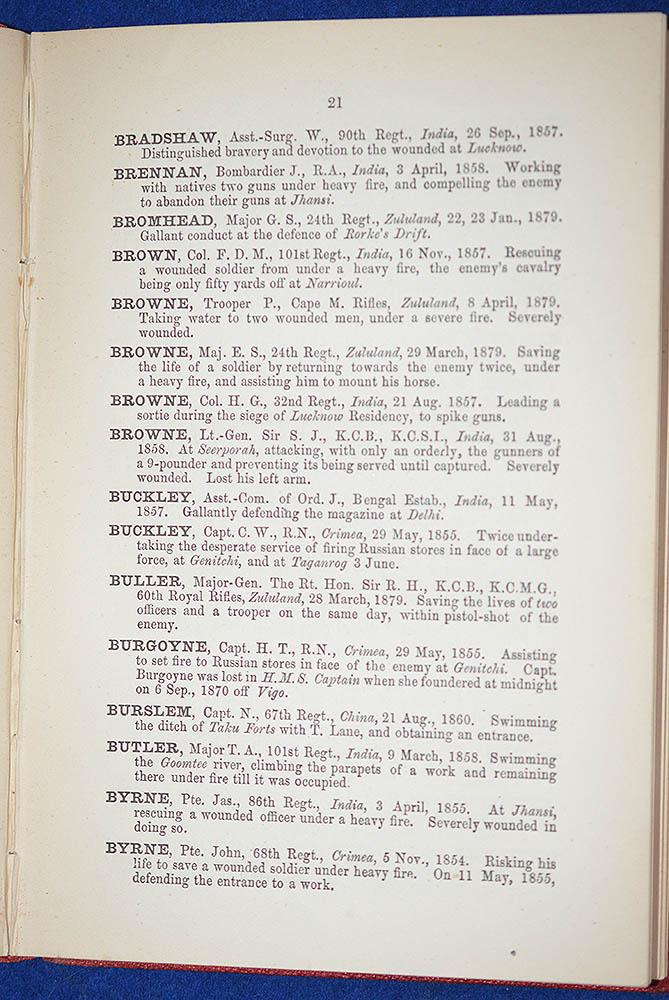 21
BRADSHAW, Asst.-Surg. W., 90th Regt., India, 26 Sep., 1857.
Distinguished bravery and devotion to the wounded at Lucknow.
BRENNAN, Bombardier J., R.A., India, 3 April, 1858. Working
with natives two guns under heavy fire, and compelling the enemy
to abandon their guns at Jhansi.
BROMHEAD, Major G. S., 24th Regt., Zululand, 22, 23 Jan., 1879.
Gallant conduct at the defence of Rorke's Drift.
BROWN, Col. F. D. M., 101st Regt., India, 16 Nov., 1857. Rescuing
a wounded soldier from under a heavy fire, the enemy's cavalry
being only fifty yards off at Narrioul.
BROWNE, Trooper P., Cape M. Rifles, Zululand, 8 April, 1879.
Taking water to two wounded men, under a severe fire. Severely
wounded.
BROWNE, Maj. E. S., 24th Regt., Zululand, 29 March, 1879. Saving
the life of a soldier by returning towards the enemy twice, under
a heavy fire, and assisting him to mount his horse.
BROWNE, Col. H. G., 32nd Regt., India, 21 Aug. 1857. Leading a
sortie during the siege of Lucknow Residency, to spike guns.
BROWNE, Lt.-Gen. Sir S. J., K.C.B., K.C.S.I., India, 31 Aug.,
1858. At Seerporah, attacking, with only an orderly, the gunners of
a 9-pounder and preventing its being served until captured. Severely
wounded. Lost his left arm.
BUCKLEY, Asst.-Com. of Ord. J., Bengal Estab., India, 11 May,
1857. Gallantly defending the magazine at Delhi.
BUCKLEY, Capt. C. W., R.N., Crimea, 29 May, 1855. Twice under-
taking the desperate service of firing Russian stores in face of a large
force, at Genitchi, and at Taganrog 3 June.
BULLER, Major-Gen. The Rt. Hon. Sir R. H., K.C.B., K.C.M.G.,
60th Royal Rifles, Zululand, 28 March, 1879. Saving the lives of two
officers and a trooper on the same day, within pistol-shot of the
enemy.
BURGOYNE, Capt. H. T., R.N., Crimea, 29 May, 1855. Assisting
to set fire to Russian stores in face of the enemy at Genitchi. Capt.
Burgoyne was lost in H.M.S. Captain when she foundered at midnight
on 6 Sep., 1870 off Vigo.
BURSLEM, Capt. N., 67th Regt., China, 21 Aug., 1860. Swimming
the ditch of Taku Forts with T. Lane, and obtaining an entrance.
BUTLER, Major T. A., 101st Regt., India, 9 March, 1858. Swimming
the Goomtee river, climbing the parapets of a work and remaining
there under fire till it was occupied.
BYRNE, Pte. Jas., 86th Regt., India, 3 April, 1855. At Jhansi,
rescuing a wounded officer under a heavy fire. Severely wounded in
doing so.
BYRNE, Pte. John, 68th Regt., Crimea, 5 Nov., 1854. Risking his
life to save a wounded soldier under heavy fire. On 11 May, 1855,
defending the entrance to a work.